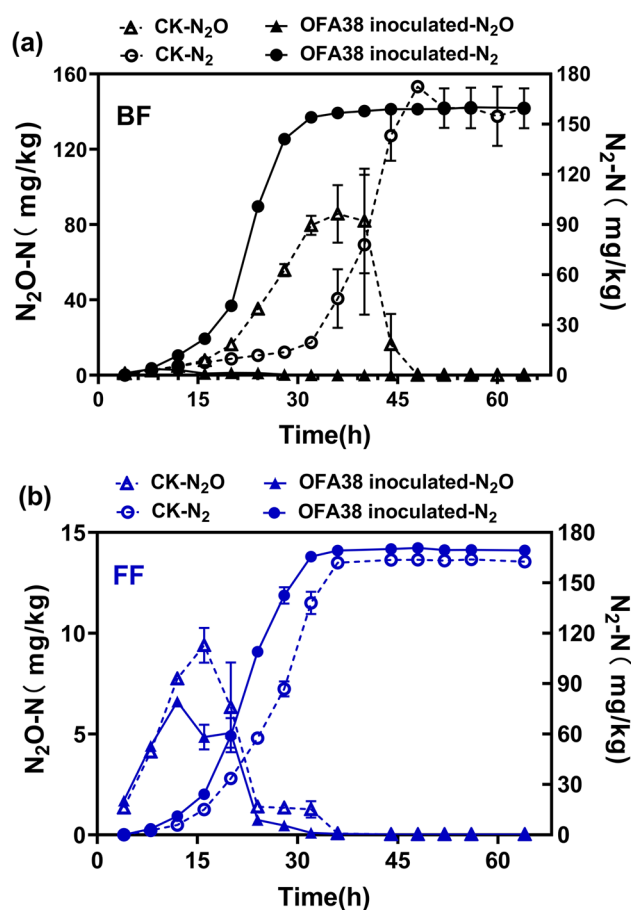 (a)
CK-N₂O OFA38 inoculated-N₂O
CK-N₂ OFA38 inoculated-N₂
160 180
BF
150
120
120
80 90
60
40
30
0 0
0 15 30 45 60
N₂O-N( mg/kg)
N₂-N( mg/kg)
Time(h)
(b)
CK-N₂O OFA38 inoculated-N₂O
CK-N₂ OFA38 inoculated-N₂
15 180
FF
150
10 120
90
5 60
30
0 0
0 15 30 45 60
N₂O-N( mg/kg)
N₂-N( mg/kg)
Time(h)